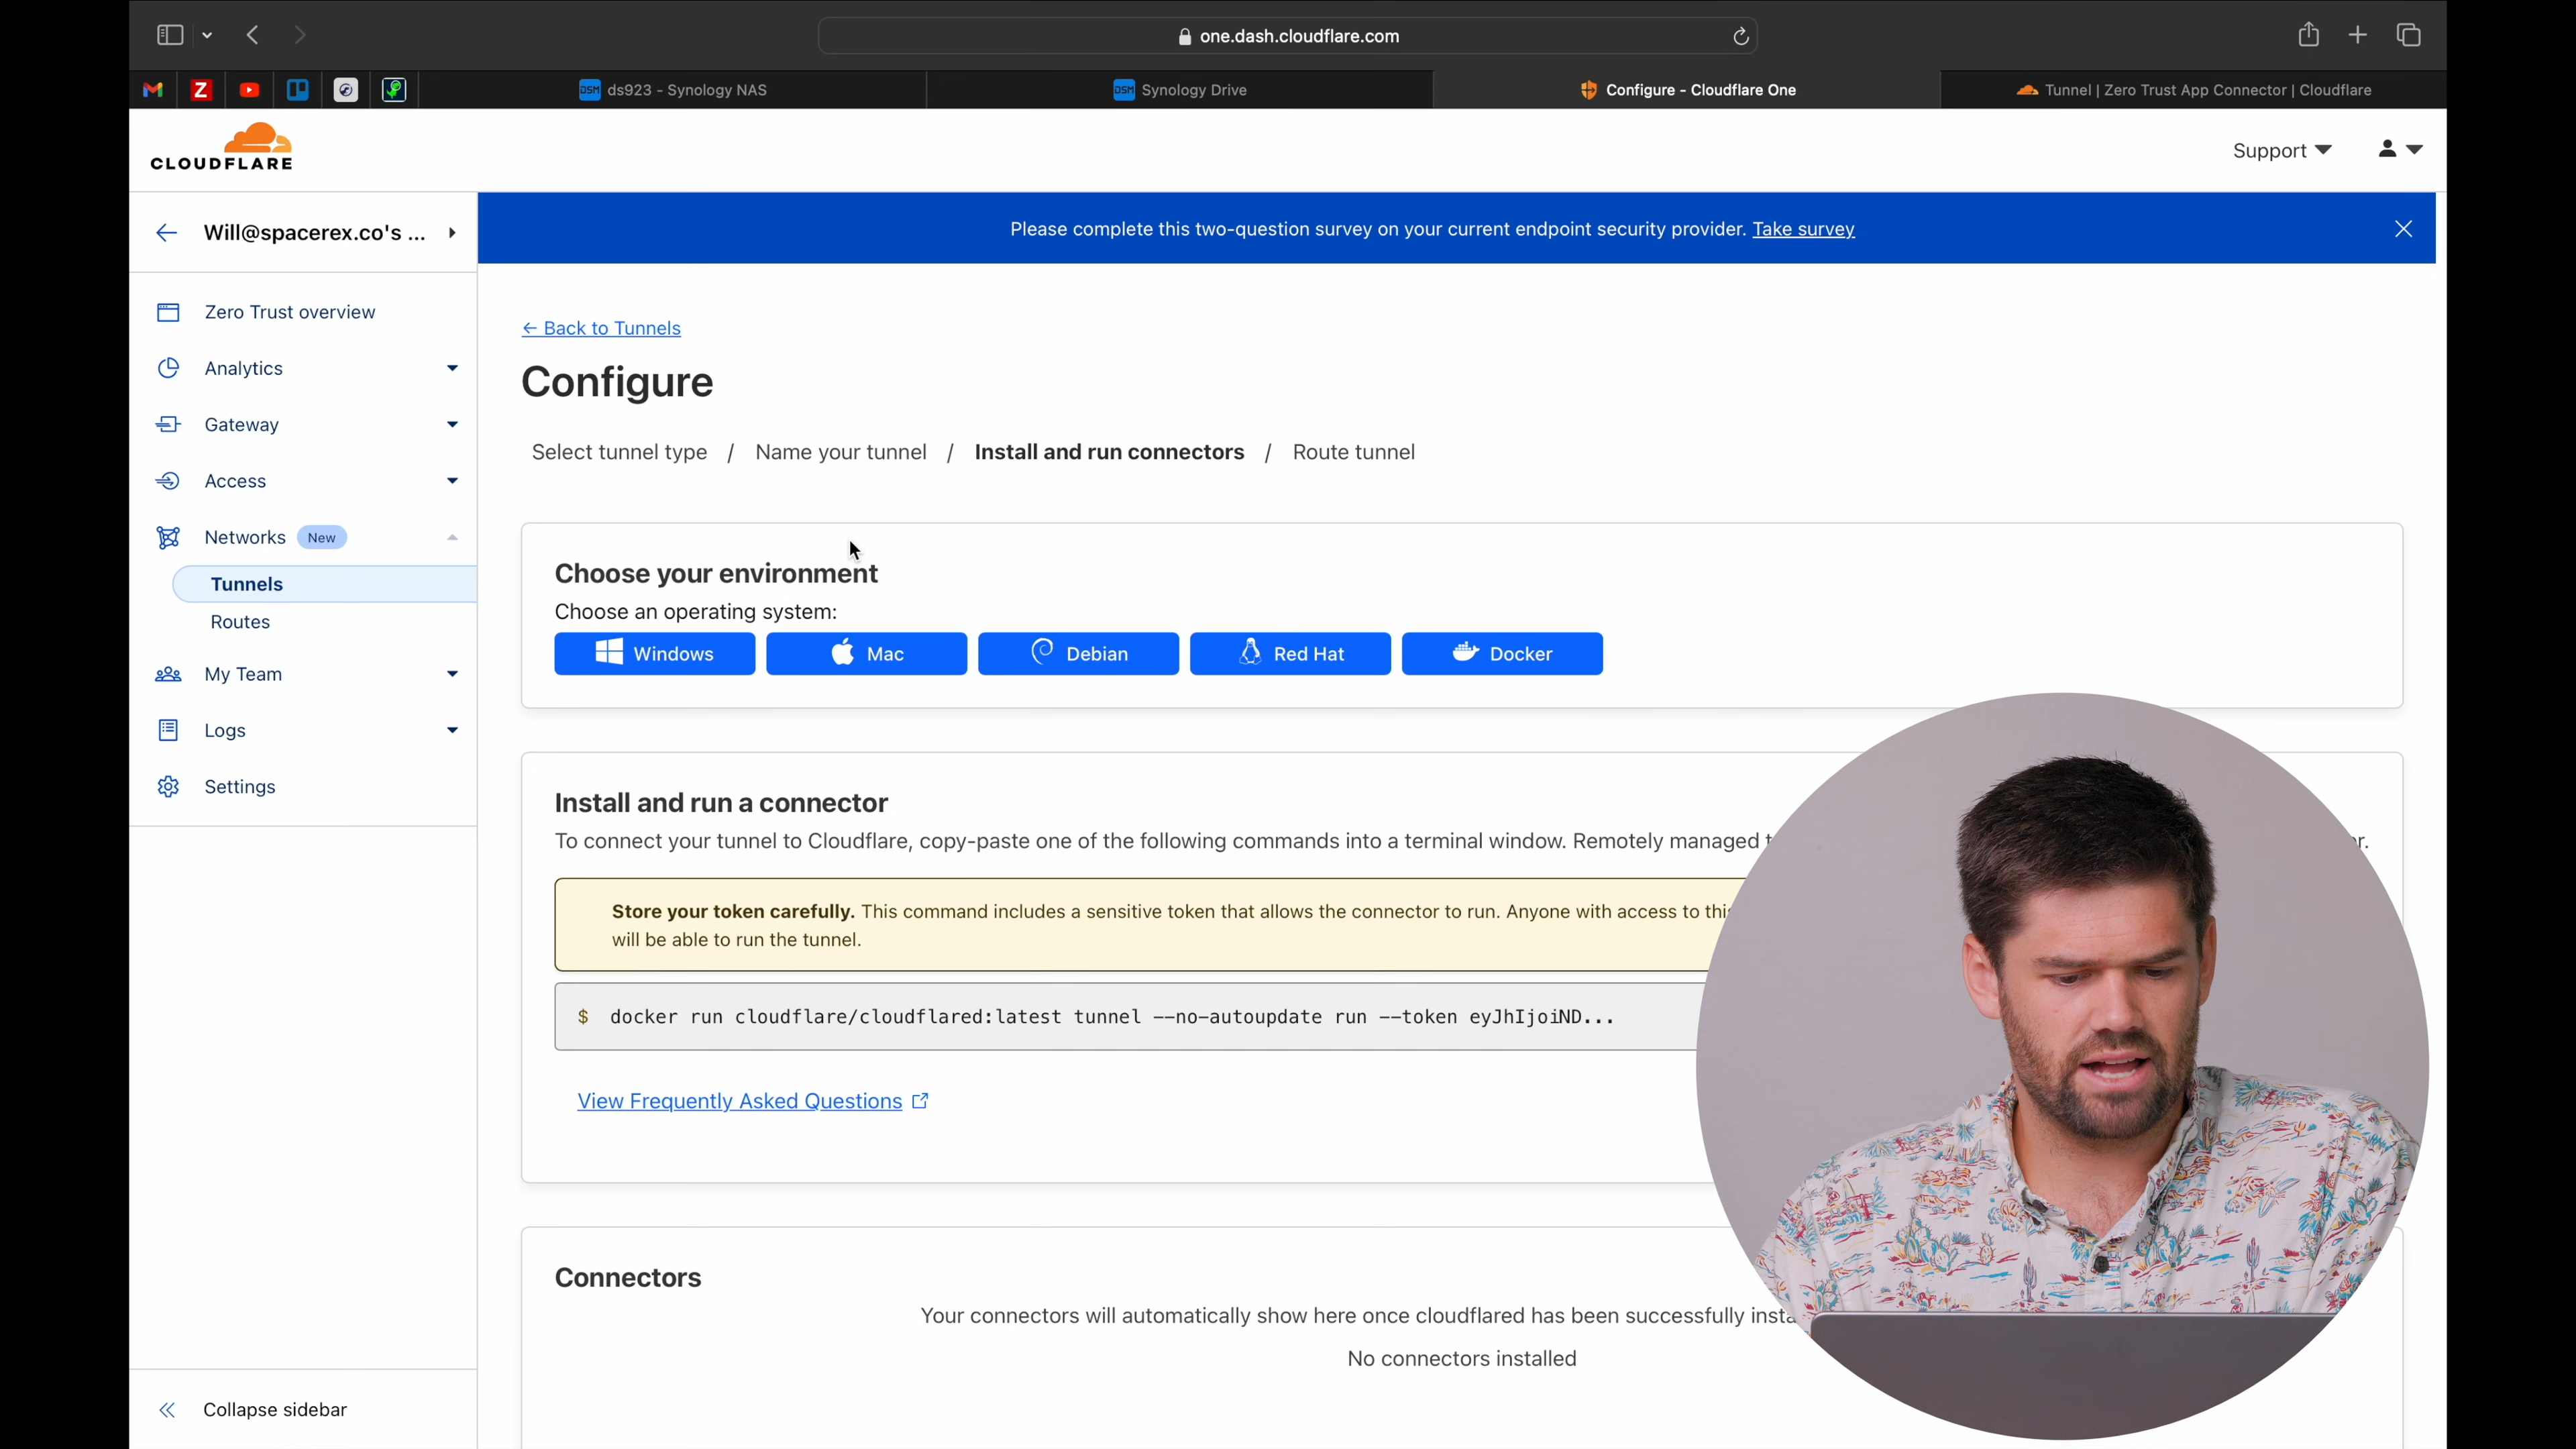 one.dash.cloudflare.com
Z
DSM ds923 - Synology NAS
DSM Synology Drive
Configure - Cloudflare One
Tunnel | Zero Trust App Connector | Cloudflare
CLOUDFLARE
Support
Will@spacerex.co's ...
Please complete this two-question survey on your current endpoint security provider. Take survey
Zero Trust overview
Analytics
Gateway
Access
Networks New
Tunnels
Routes
My Team
Logs
Settings
Collapse sidebar
← Back to Tunnels
Configure
Select tunnel type / Name your tunnel / Install and run connectors / Route tunnel
Choose your environment
Choose an operating system:
Windows
Mac
Debian
Red Hat
Docker
Install and run a connector
To connect your tunnel to Cloudflare, copy-paste one of the following commands into a terminal window. Remotely managed
Store your token carefully. This command includes a sensitive token that allows the connector to run. Anyone with access to
will be able to run the tunnel.
$ docker run cloudflare/cloudflared:latest tunnel --no-autoupdate run --token eyJhIjoiND...
View Frequently Asked Questions
Connectors
Your connectors will automatically show here once cloudflared has been successfully
No connectors installed